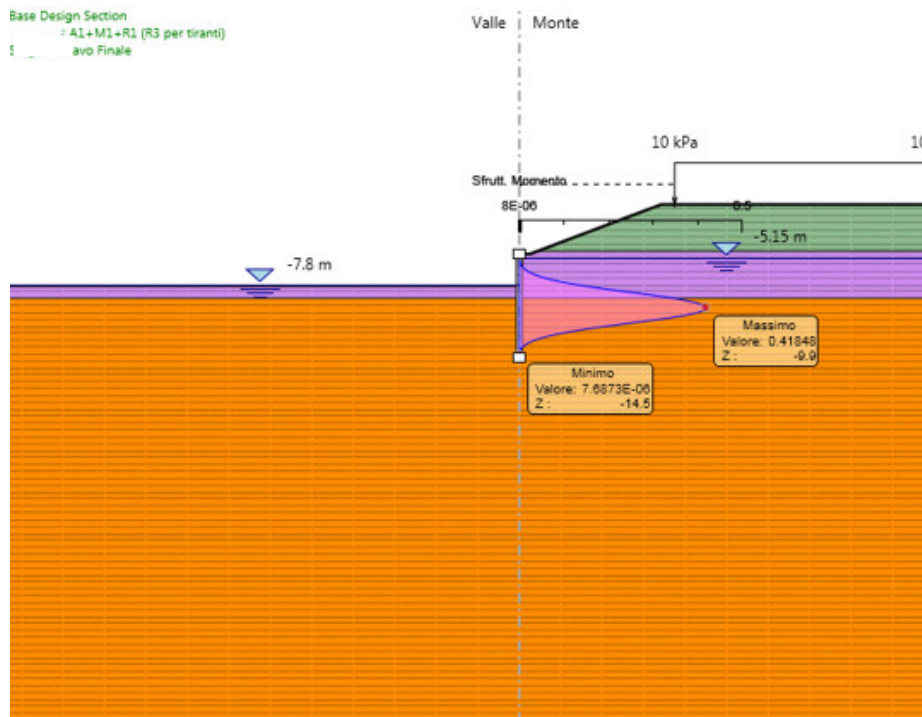 Base Design Section
: A1+M1+R1 (R3 per tiranti)
avo Finale
Valle Monte
10 kPa
10
Sfrutt. Momento
8E-06 0.5
-5.15 m
-7.8 m
Massimo
Valore: 0.41848
Z : -9.9
Minimo
Valore: 7.6873E-06
Z : -14.5